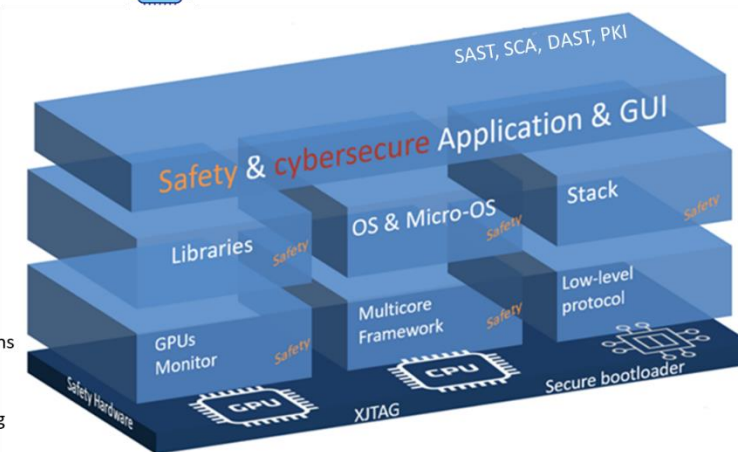 SAST, SCA, DAST, PKI
Safety & cybersecure Application & GUI
Libraries
Safety
OS & Micro-OS
Safety
Stack
Safety
GPUs
Monitor
Safety
Multicore
Framework
Safety
Low-level
protocol
ns
g
Safety Hardware
GPU
XJTAG
CPU
Secure bootloader